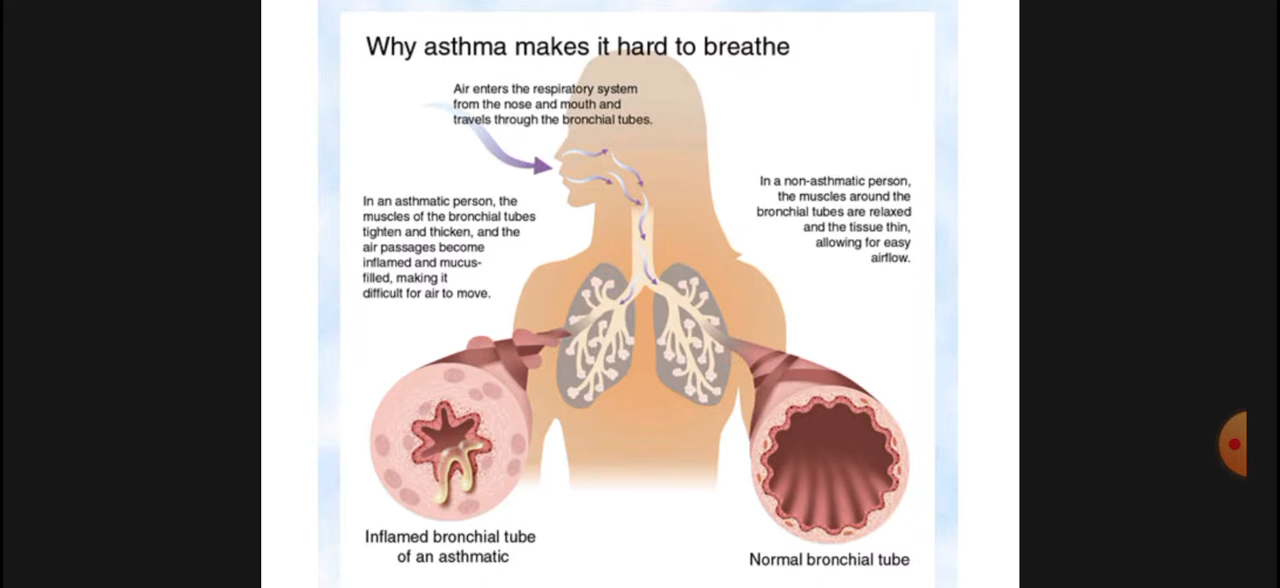 Why asthma makes it hard to breathe
Air enters the respiratory system
from the nose and mouth and
travels through the bronchial tubes.
In an asthmatic person, the
muscles of the bronchial tubes
tighten and thicken, and the
air passages become
inflamed and mucus-
filled, making it
difficult for air to move.
In a non-asthmatic person,
the muscles around the
bronchial tubes are relaxed
and the tissue thin,
allowing for easy
airflow.
Inflamed bronchial tube
of an asthmatic
Normal bronchial tube